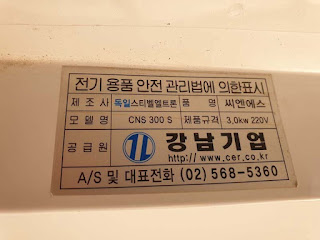 전기 용품 안전 관리법에 의한표시
제 조 사 독일스티벨엘트론 품 명 씨엔에스
모 델 명 CNS 300 S 제품규격 3,0kw 220V
공 급 원 강남기업
http://www.cer.co.kr
A/S 및 대표전화 (02) 568-5360